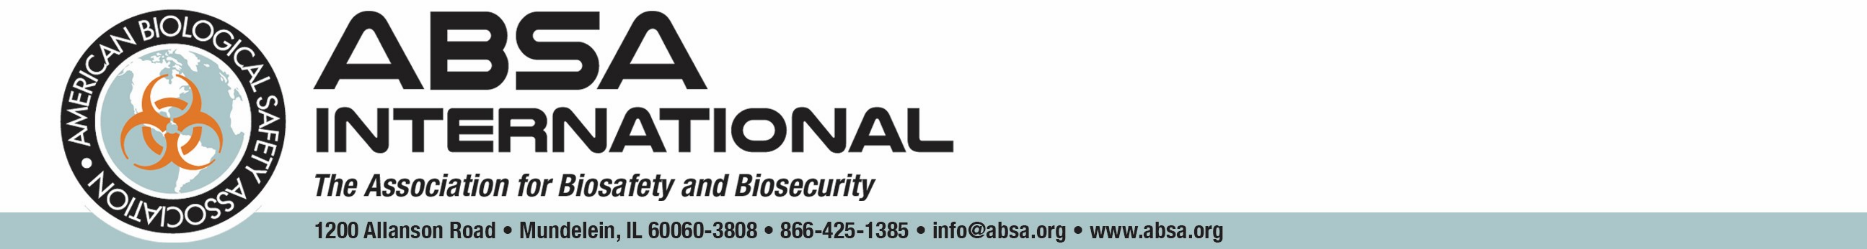 AMERICAN BIOLOGICAL SAFETY ASSOCIATION •
ABSA
INTERNATIONAL
The Association for Biosafety and Biosecurity
1200 Allanson Road • Mundelein, IL 60060-3808 • 866-425-1385 • info@absa.org • www.absa.org